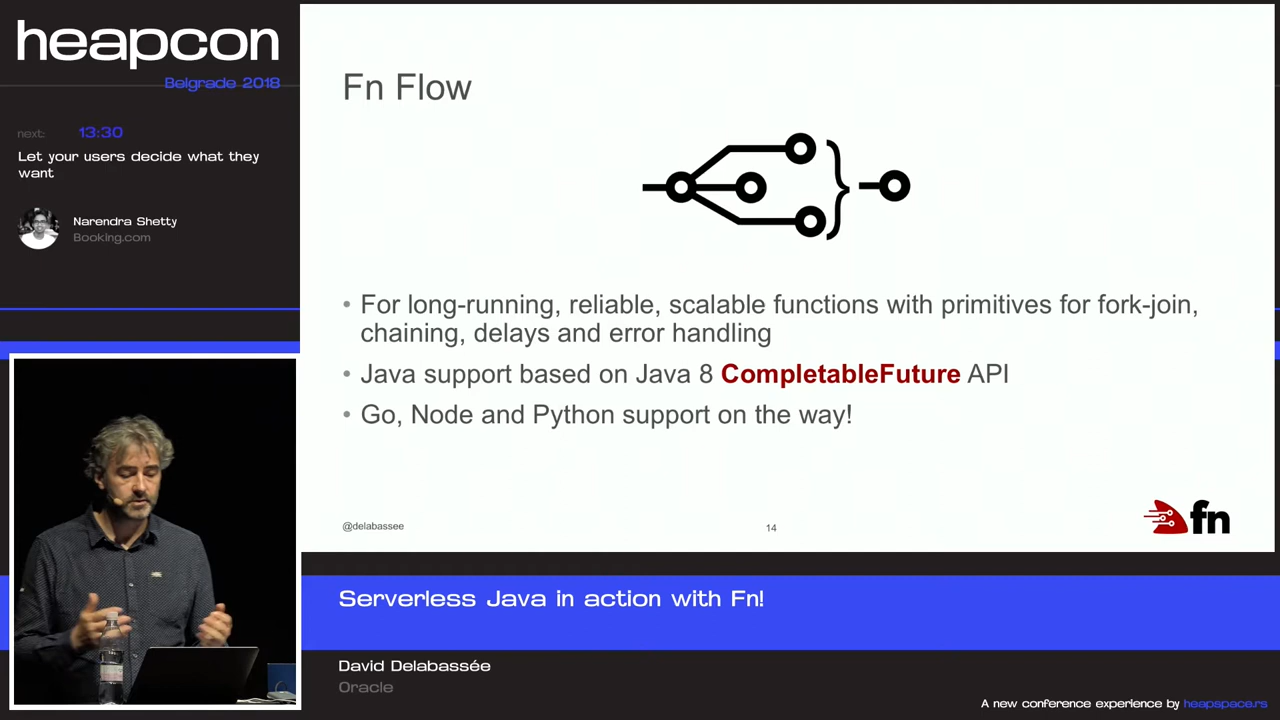 heapcon
Belgrade 2018
next: 13:30
Let your users decide what they
want
Narendra Shetty
Booking.com
Fn Flow
• For long-running, reliable, scalable functions with primitives for fork-join,
chaining, delays and error handling
• Java support based on Java 8 CompletableFuture API
• Go, Node and Python support on the way!
@delabassee
14
fn
Serverless Java in action with Fn!
David Delabassée
Oracle
A new conference experience by heapspace.rs